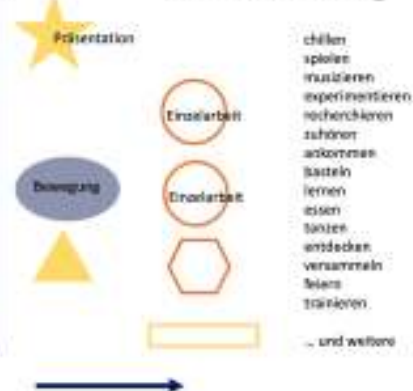 Präsentation
Einzelarbeit
Bewegung
Einzelarbeit
chillen
spielen
musizieren
experimentieren
recherchieren
zuhören
ankommen
basteln
lernen
essen
tanzen
entdecken
versammeln
feiern
trainieren
... und weitere